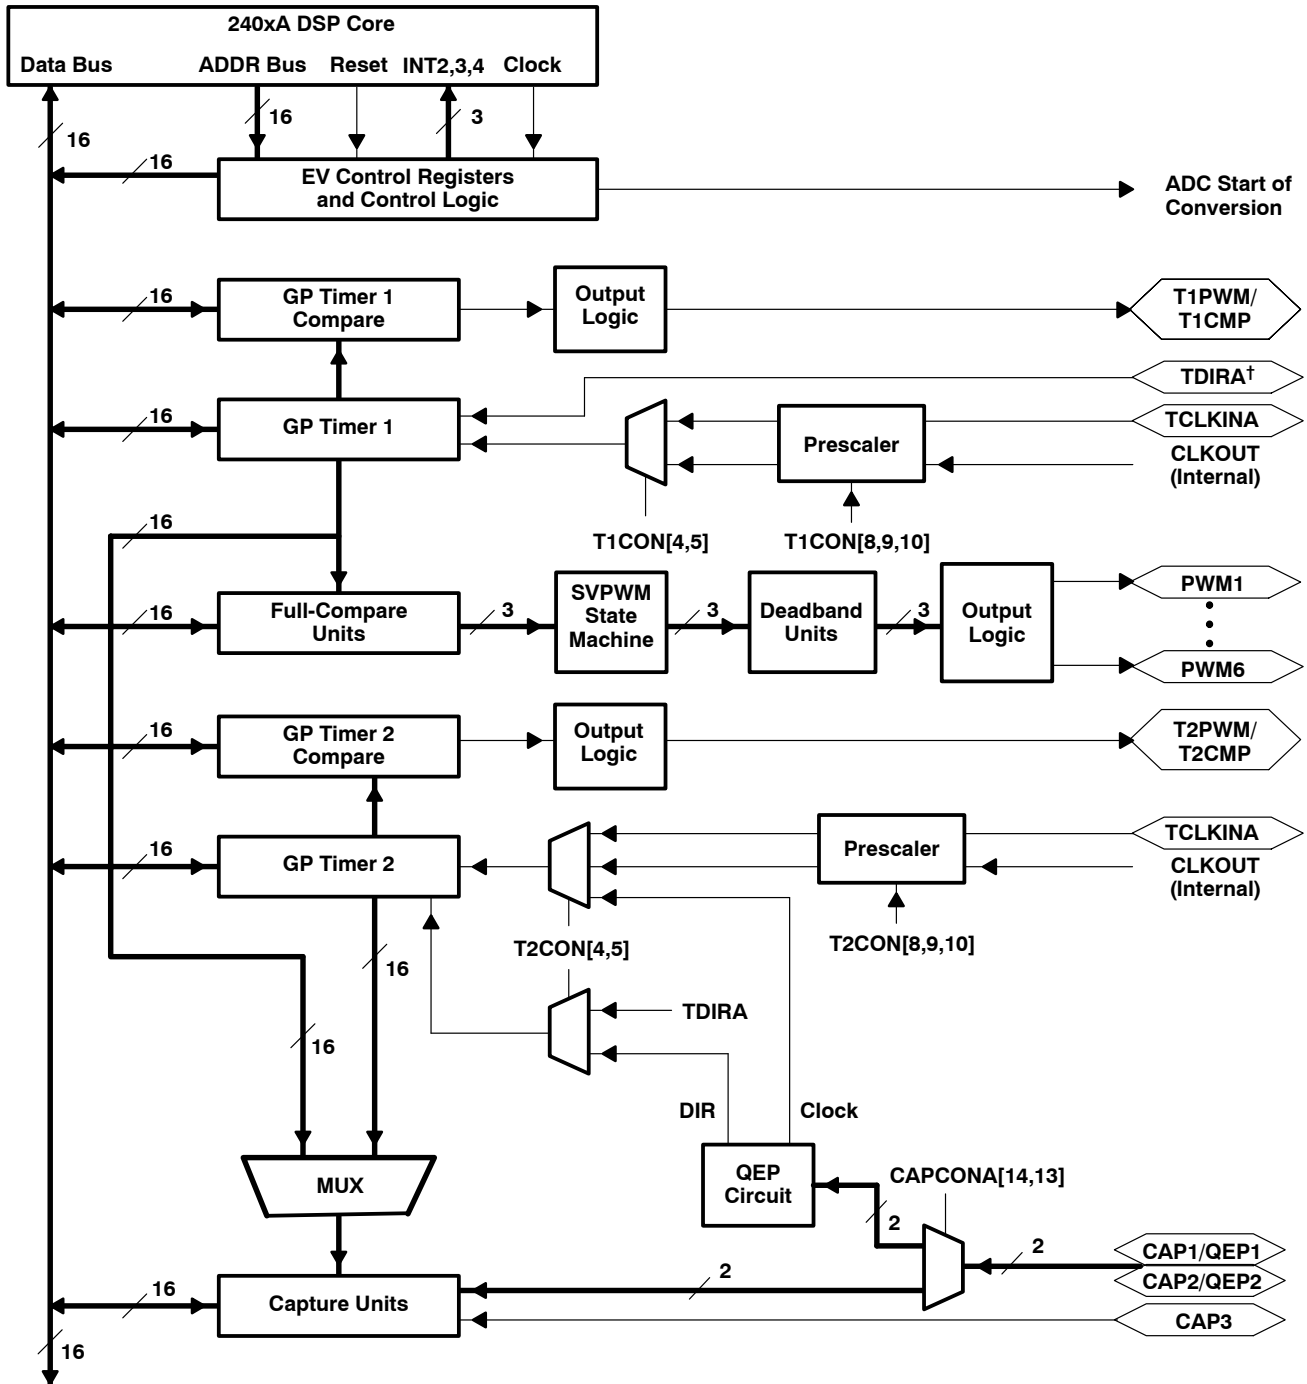 240xA DSP Core
Data Bus
ADDR Bus
Reset
INT2,3,4
Clock
16
3
16
16
EV Control Registers
and Control Logic
ADC Start of
Conversion
16
GP Timer 1
Compare
Output
Logic
T1PWM/
T1CMP
TDIRA†
16
GP Timer 1
Prescaler
TCLKINA
CLKOUT
(Internal)
16
T1CON[4,5]
T1CON[8,9,10]
16
Full-Compare
Units
3
SVPWM
State
Machine
3
Deadband
Units
3
Output
Logic
PWM1
PWM6
16
GP Timer 2
Compare
Output
Logic
T2PWM/
T2CMP
16
GP Timer 2
Prescaler
TCLKINA
CLKOUT
(Internal)
T2CON[4,5]
T2CON[8,9,10]
16
TDIRA
16
DIR
Clock
MUX
QEP
Circuit
CAPCONA[14,13]
2
2
CAP1/QEP1
CAP2/QEP2
2
16
Capture Units
CAP3
16